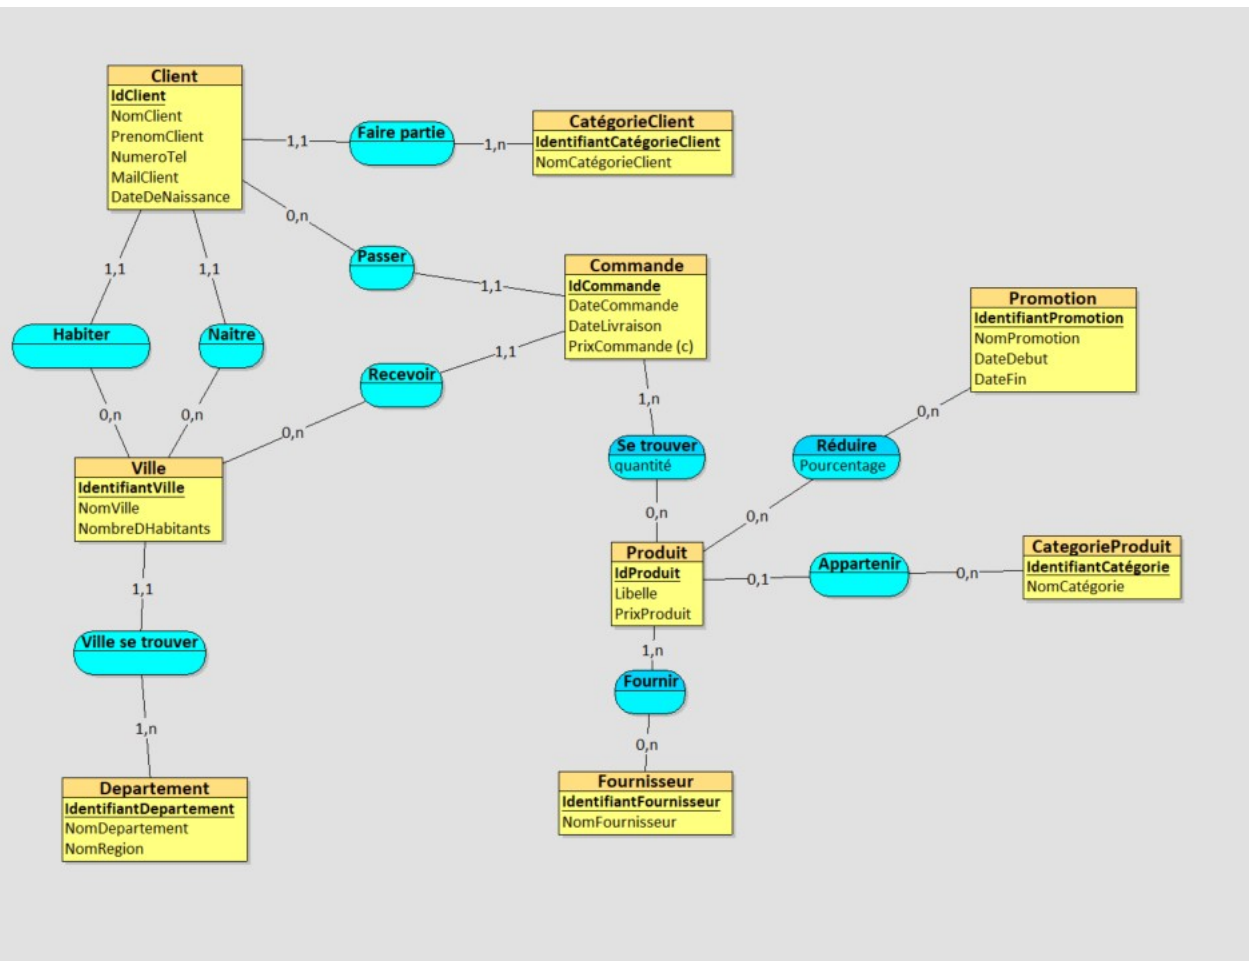 Client
IdClient
NomClient
PrenomClient
NumeroTel
MailClient
DateDeNaissance
1,1
Faire partie
1,n
CatégorieClient
IdentifiantCatégorieClient
NomCatégorieClient
0,n
Passer
1,1
Commande
IdCommande
DateCommande
DateLivraison
PrixCommande (c)
1,1
1,1
Habiter
Naitre
0,n
0,n
1,1
Recevoir
0,n
Promotion
IdentifiantPromotion
NomPromotion
DateDebut
DateFin
1,n
Se trouver
quantité
0,n
0,n
Réduire
Pourcentage
0,n
Ville
IdentifiantVille
NomVille
NombreDHabitants
Produit
IdProduit
Libelle
PrixProduit
0,1
Appartenir
0,n
CategorieProduit
IdentifiantCatégorie
NomCatégorie
1,1
Ville se trouver
1,n
1,n
Fournir
0,n
Departement
IdentifiantDepartement
NomDepartement
NomRegion
Fournisseur
IdentifiantFournisseur
NomFournisseur